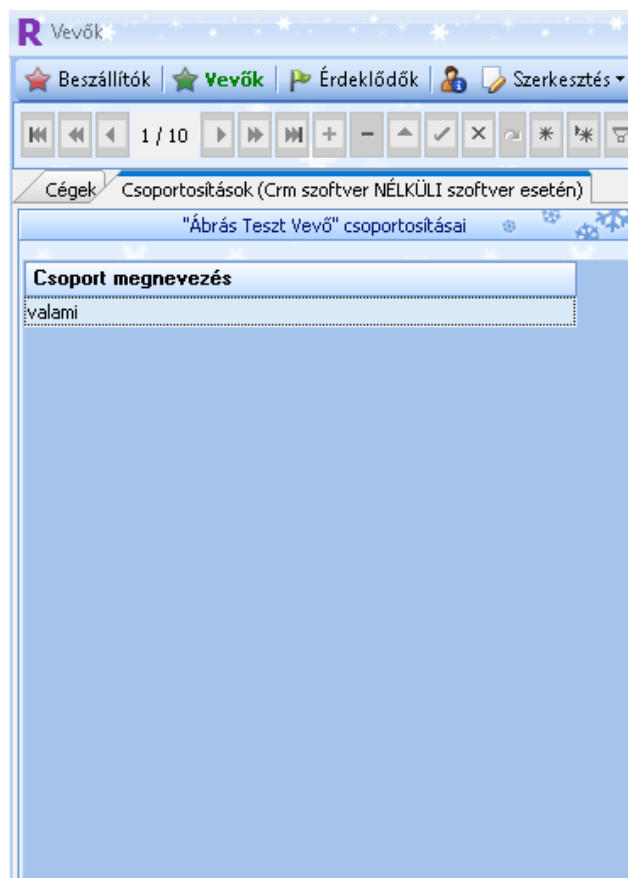 R Vevők
Beszállítók Vevők Érdeklődők Szerkesztés
1 / 10
Cégek Csoportosítások (Crm szoftver NÉLKÜLI szoftver esetén)
"Ábrás Teszt Vevő" csoportosításai
Csoport megnevezés
valami